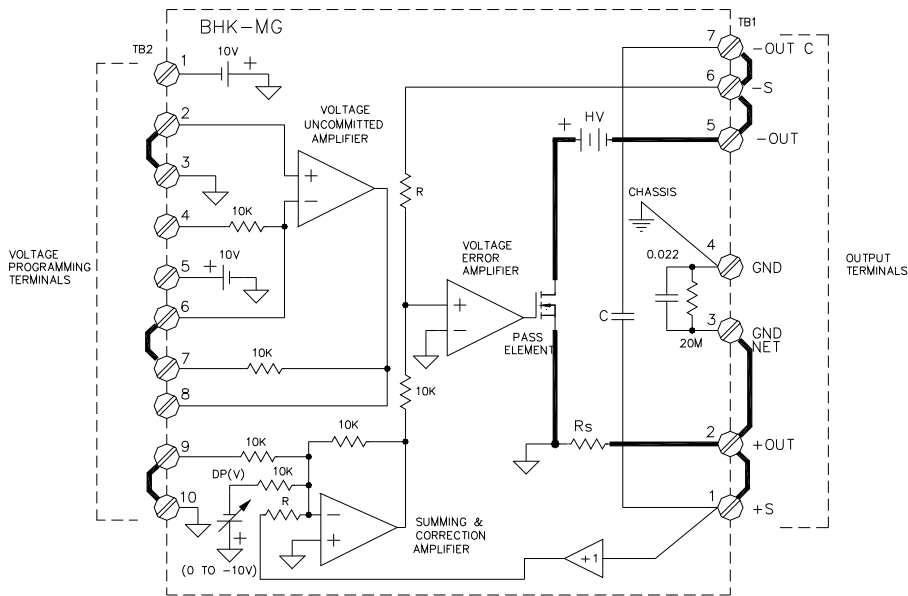 BHK-MG
TB1
TB2
7
-OUT C
OUTPUT
TERMINALS
6
-S
5
-OUT
4
GND
3
GND
NET
2
+OUT
1
+S
1
10V
+
2
3
4
10K
5
+
10V
6
7
10K
8
9
10K
10
VOLTAGE
PROGRAMMING
TERMINALS
VOLTAGE
UNCOMMITTED
AMPLIFIER
+
-
R
+
HV
CHASSIS
0.022
20M
VOLTAGE
ERROR
AMPLIFIER
+
-
PASS
ELEMENT
C
10K
Rs
10K
10K
DP(V)
R
+
(0 TO -10V)
-
+
SUMMING &
CORRECTION
AMPLIFIER
+1